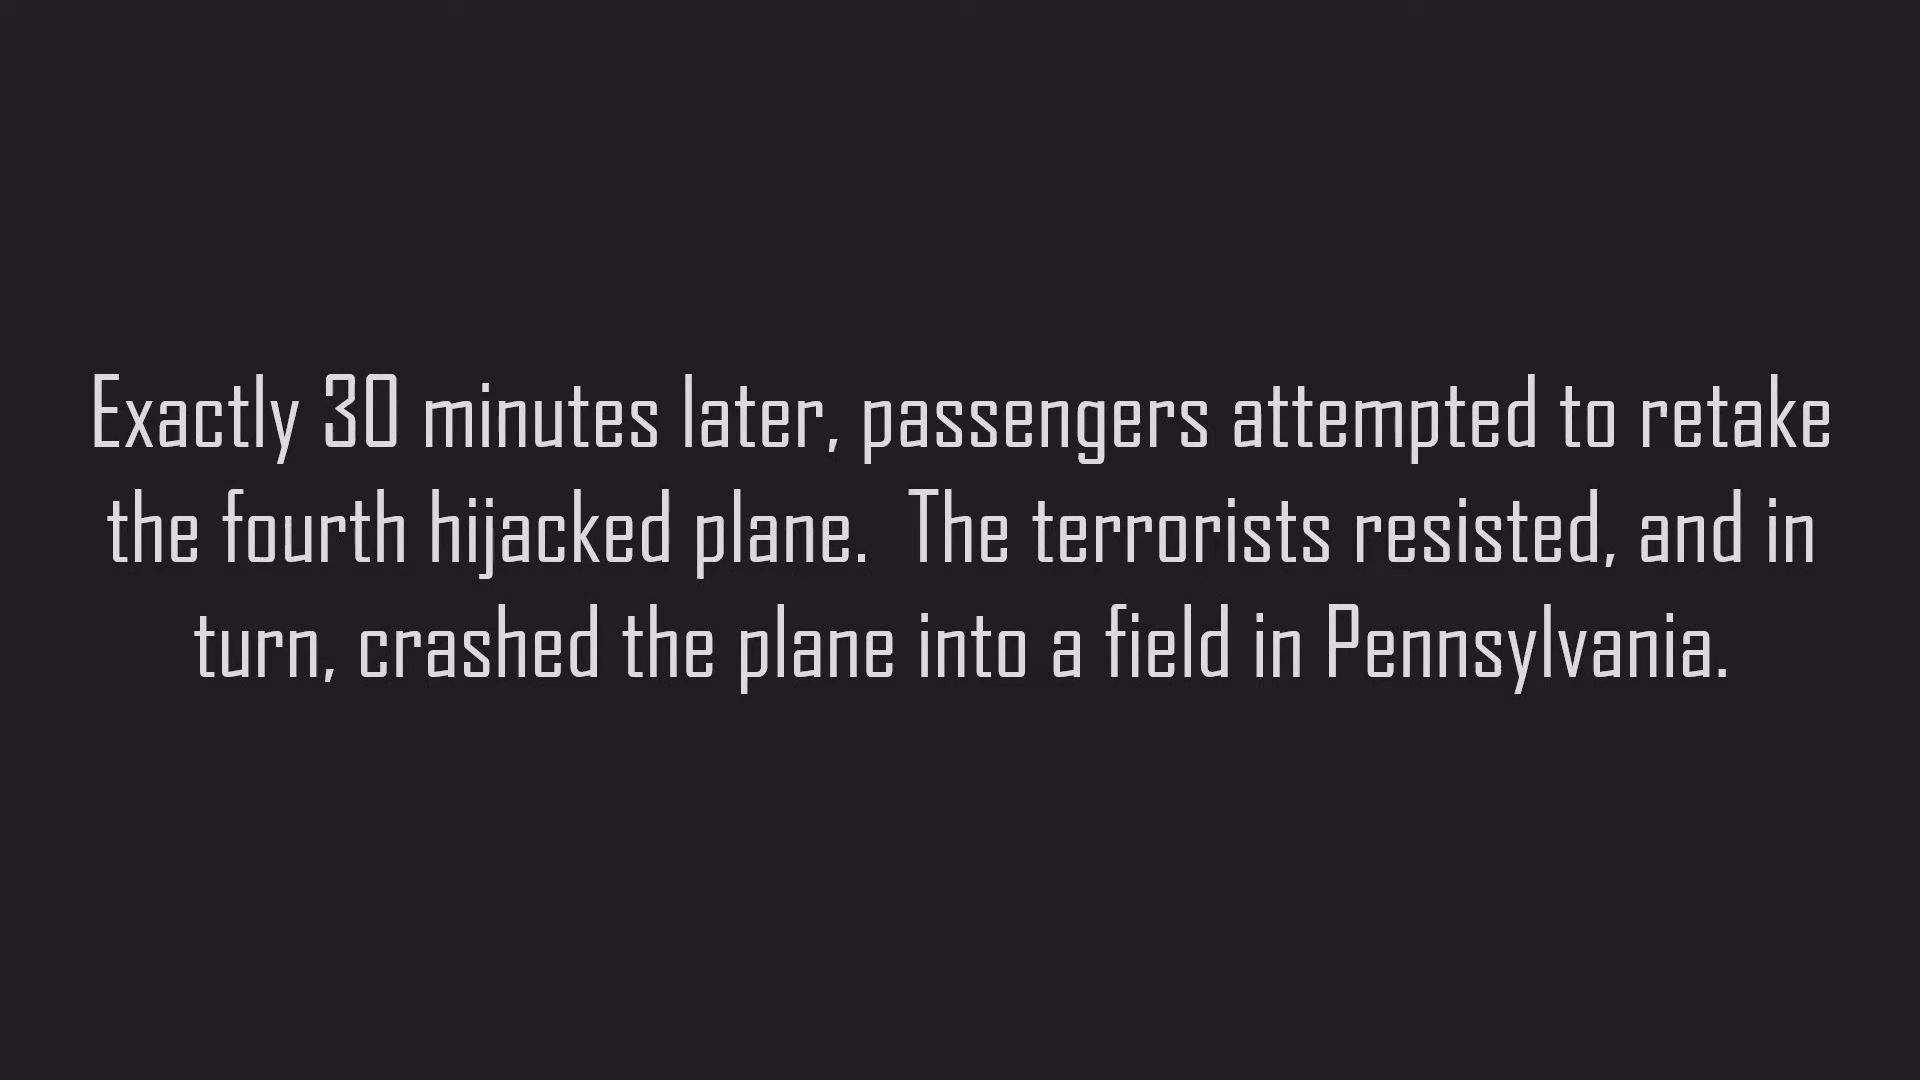 Exactly 30 minutes later, passengers attempted to retake
the fourth hijacked plane.  The terrorists resisted, and in
turn, crashed the plane into a field in Pennsylvania.